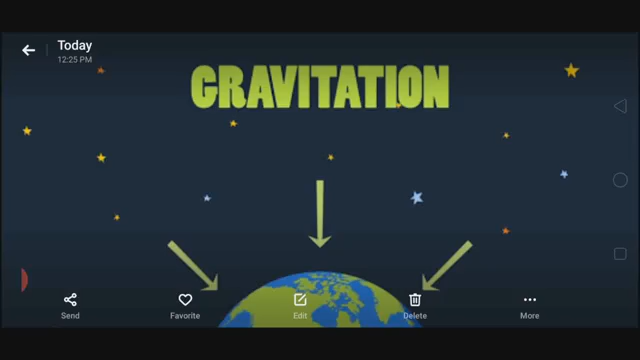 Today
12:25 PM
GRAVITATION
Send
Favorite
Edit
Delete
More